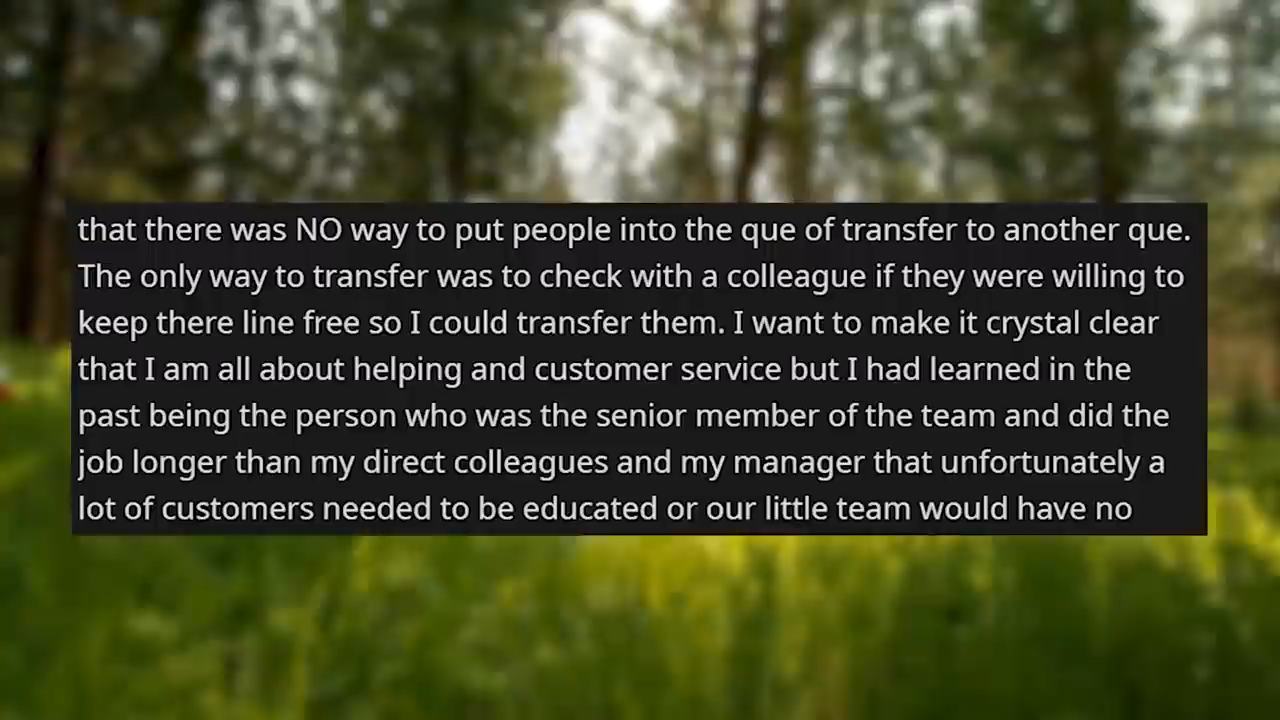 that there was NO way to put people into the que of transfer to another que.
The only way to transfer was to check with a colleague if they were willing to
keep there line free so I could transfer them. I want to make it crystal clear
that I am all about helping and customer service but I had learned in the
past being the person who was the senior member of the team and did the
job longer than my direct colleagues and my manager that unfortunately a
lot of customers needed to be educated or our little team would have no